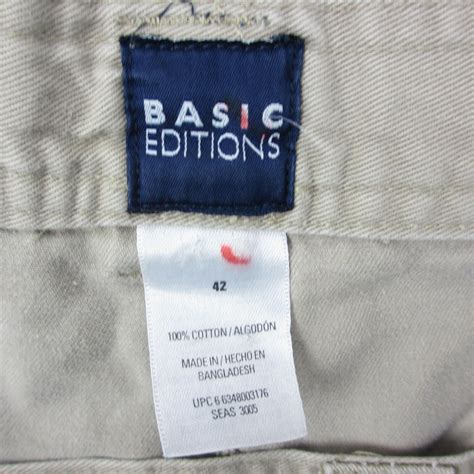 BASIC
EDITIONS
42
100% COTTON / ALGODÓN
MADE IN / HECHO EN
BANGLADESH
UPC 6 6348003176
SEAS 3005